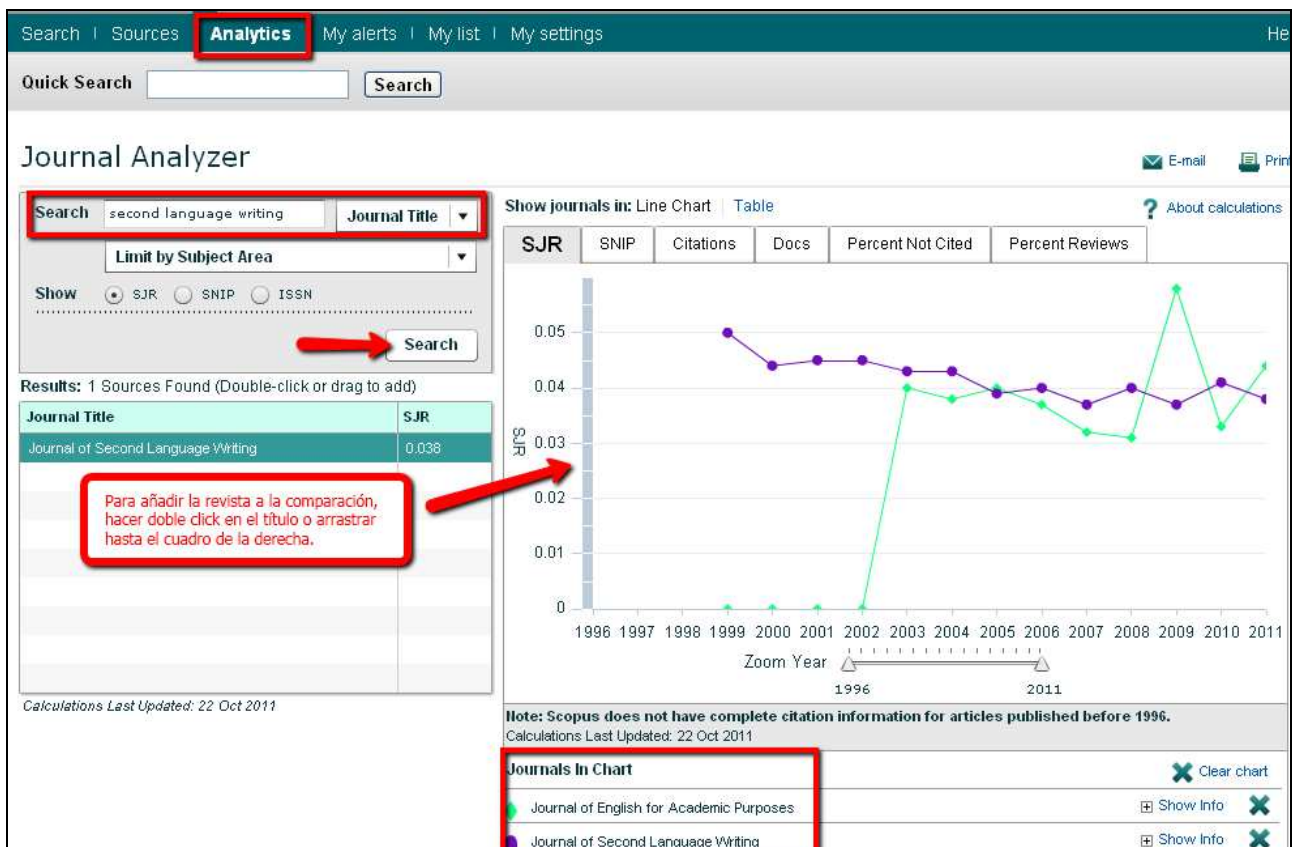 Search | Sources Analytics My alerts | My list | My settings He
Quick Search Search
Journal Analyzer
E-mail Prin
Search second language writing Journal Title
Limit by Subject Area
Show SJR SNIP ISSN
Search
Results: 1 Sources Found (Double-click or drag to add)
Journal Title SJR
Journal of Second Language Writing 0.038
Para añadir la revista a la comparación,
hacer doble click en el título o arrastrar
hasta el cuadro de la derecha.
Calculations Last Updated: 22 Oct 2011
Show journals in: Line Chart | Table
? About calculations
SJR SNIP Citations Docs Percent Not Cited Percent Reviews
0.05
0.04
SJR
0.03
0.02
0.01
0
1996 1997 1998 1999 2000 2001 2002 2003 2004 2005 2006 2007 2008 2009 2010 2011
Zoom Year
1996 2011
Note: Scopus does not have complete citation information for articles published before 1996.
Calculations Last Updated: 22 Oct 2011
Journals In Chart Clear chart
Journal of English for Academic Purposes Show Info
Journal of Second Language Writing Show Info